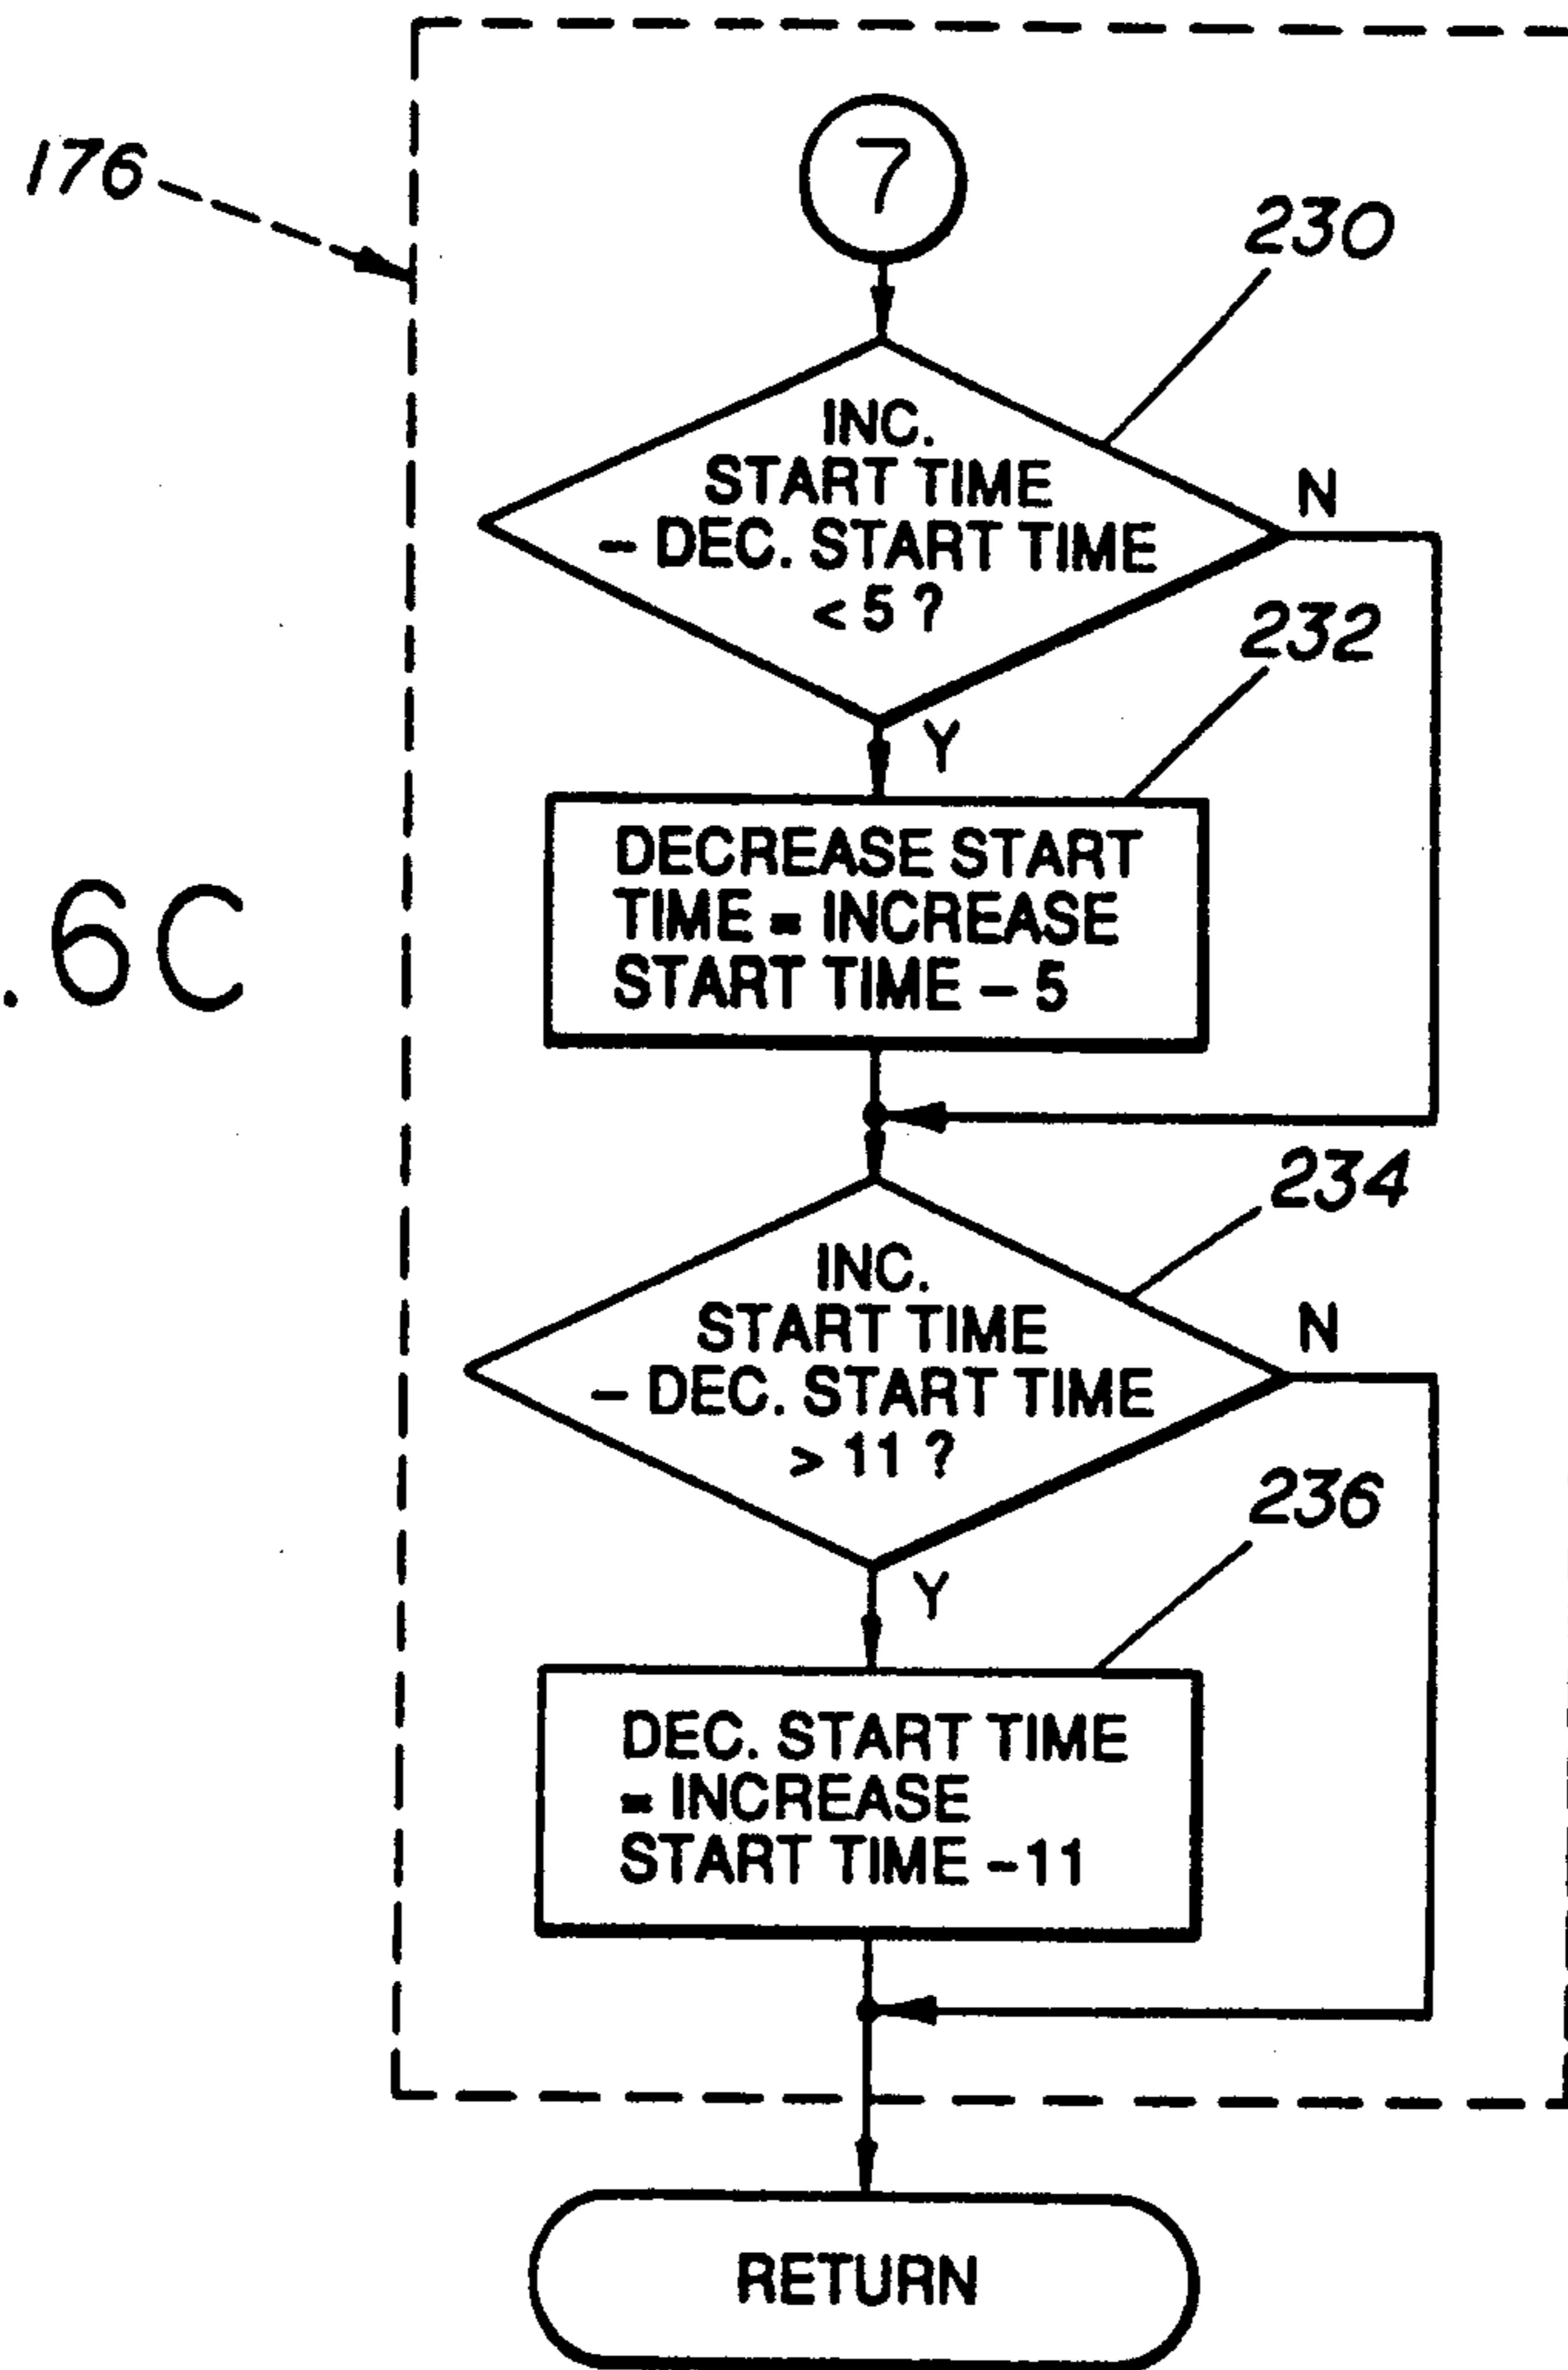 176
7
230
INC.
START TIME
– DEC. START TIME
< 5 ?
N
232
Y
DECREASE START
TIME = INCREASE
START TIME – 5
.6C
234
INC.
START TIME
– DEC. START TIME
> 11 ?
N
236
Y
DEC. START TIME
= INCREASE
START TIME –11
RETURN